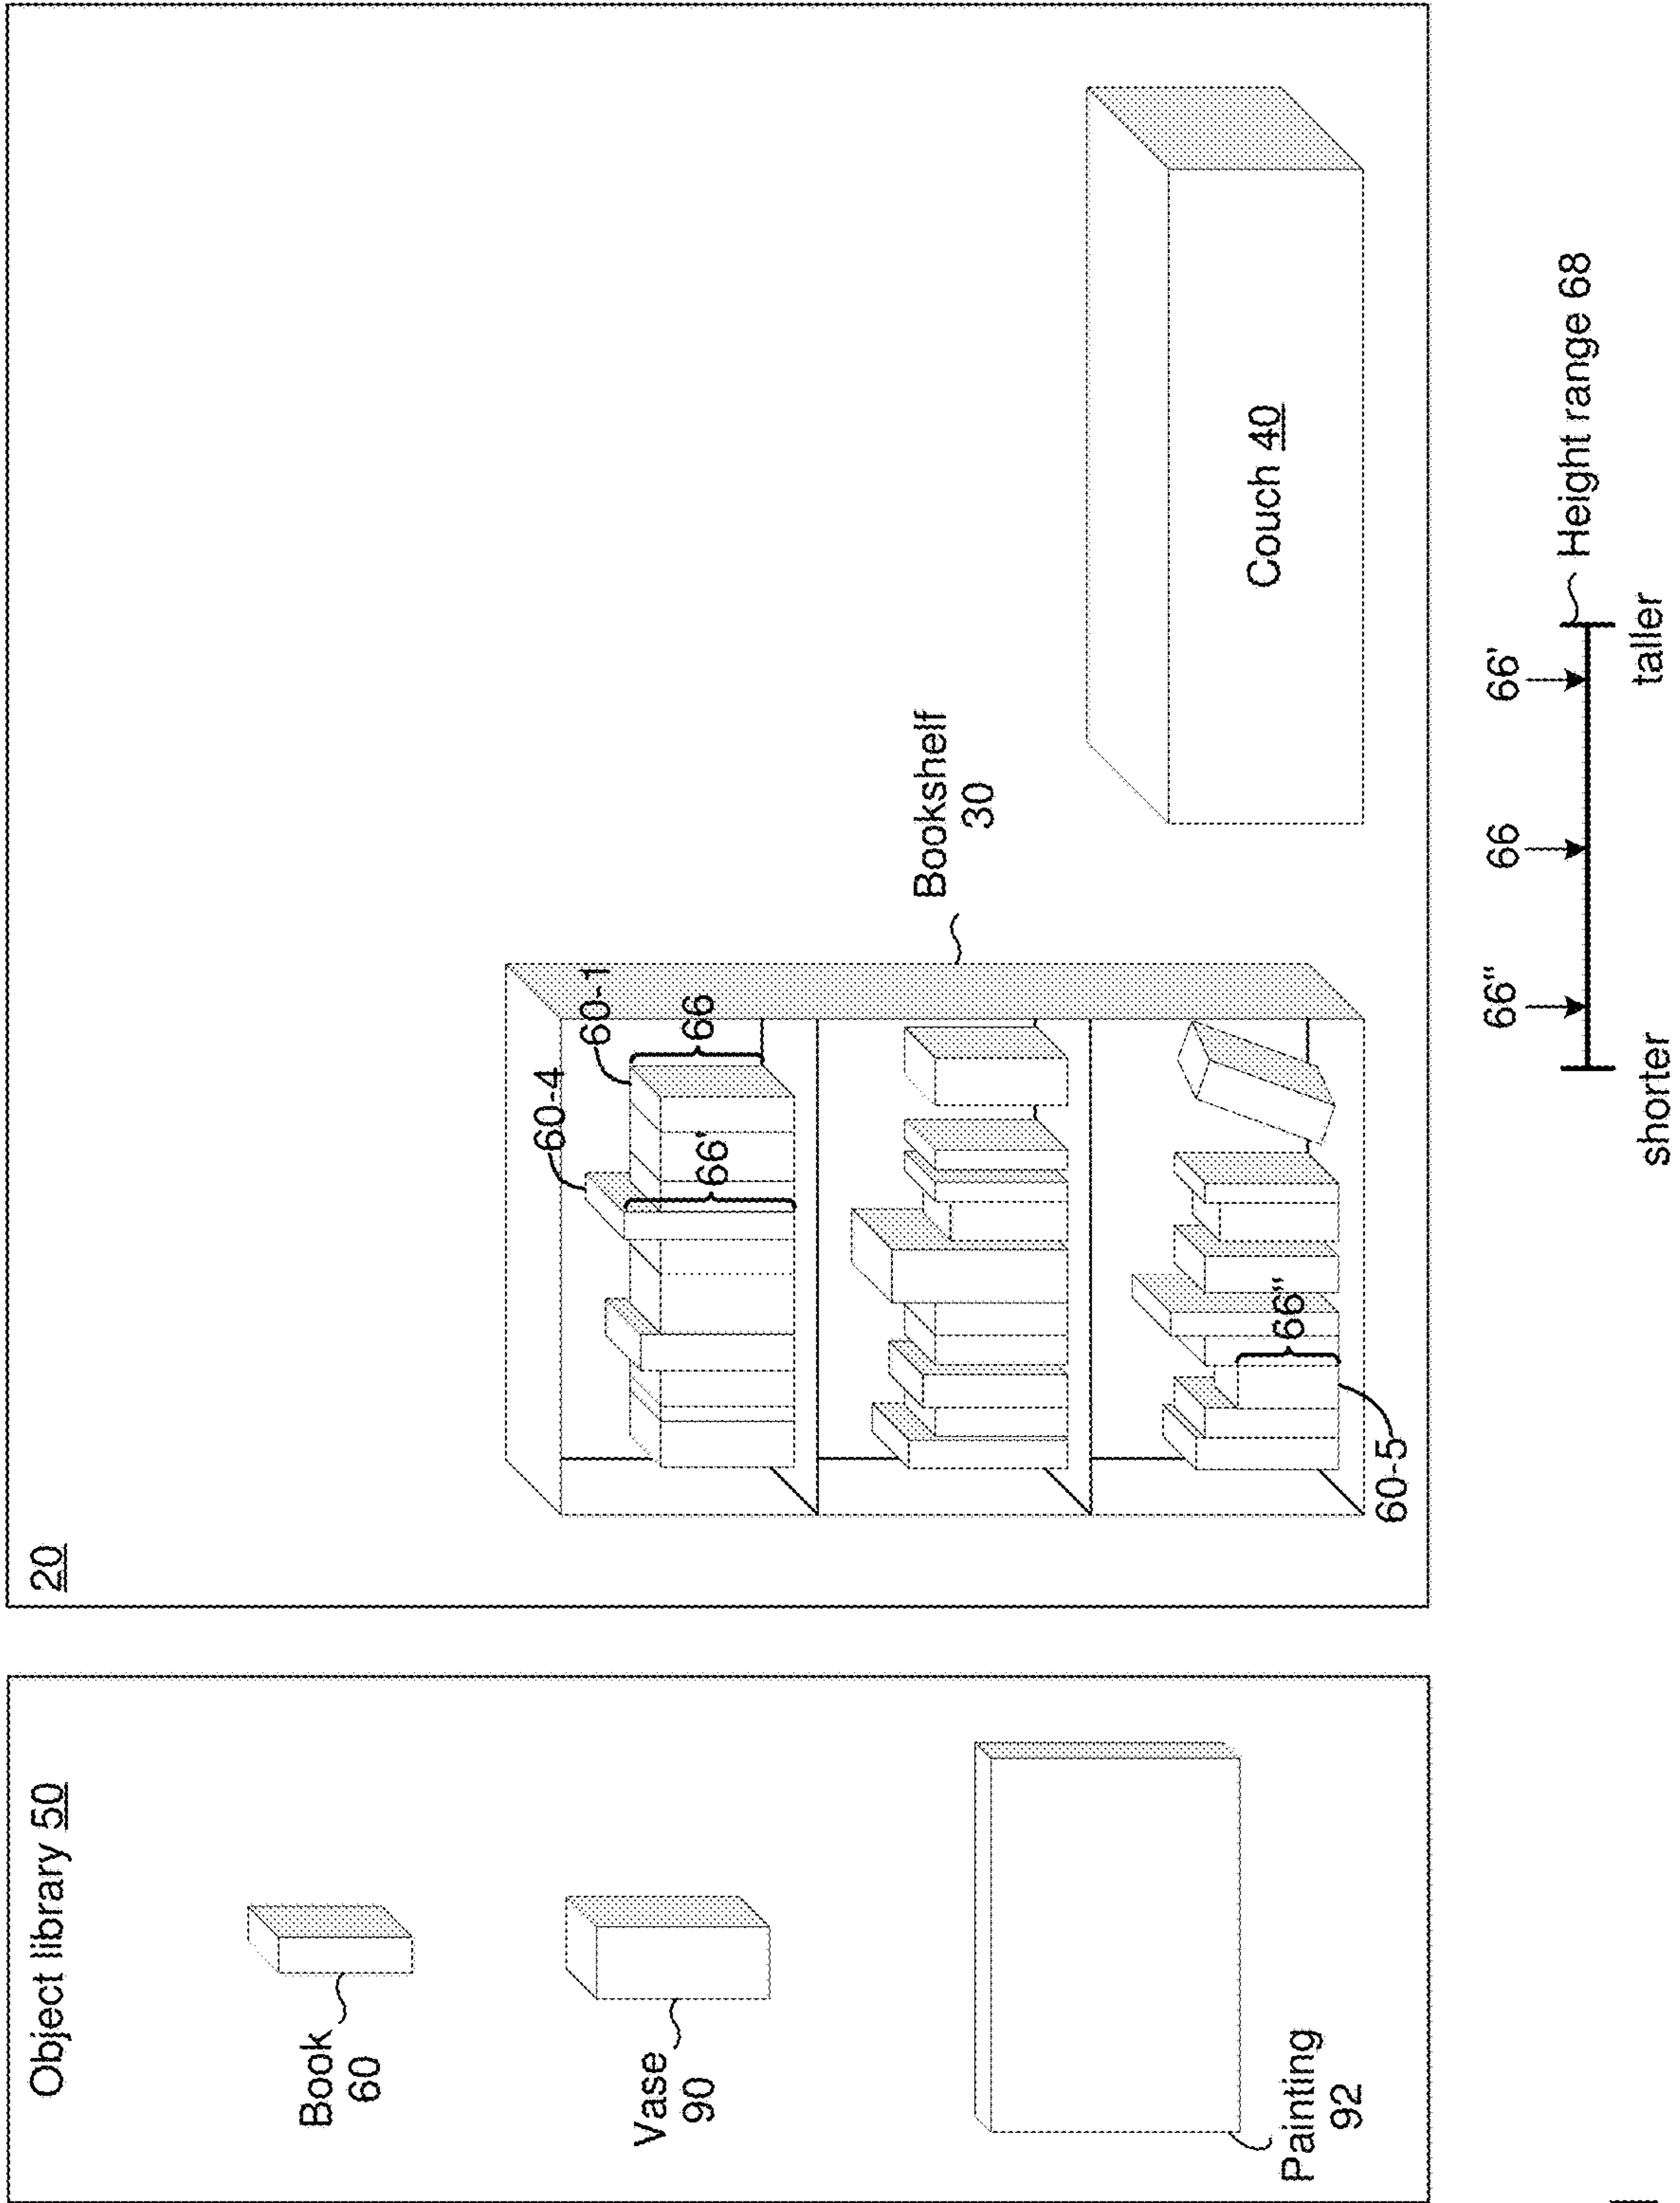 Object library 50
Book
60
Vase
90
Painting
92
20
60-4
60-1
66
66'
Bookshelf
30
66"
60-5
Couch 40
66"
66
66'
Height range 68
shorter
taller